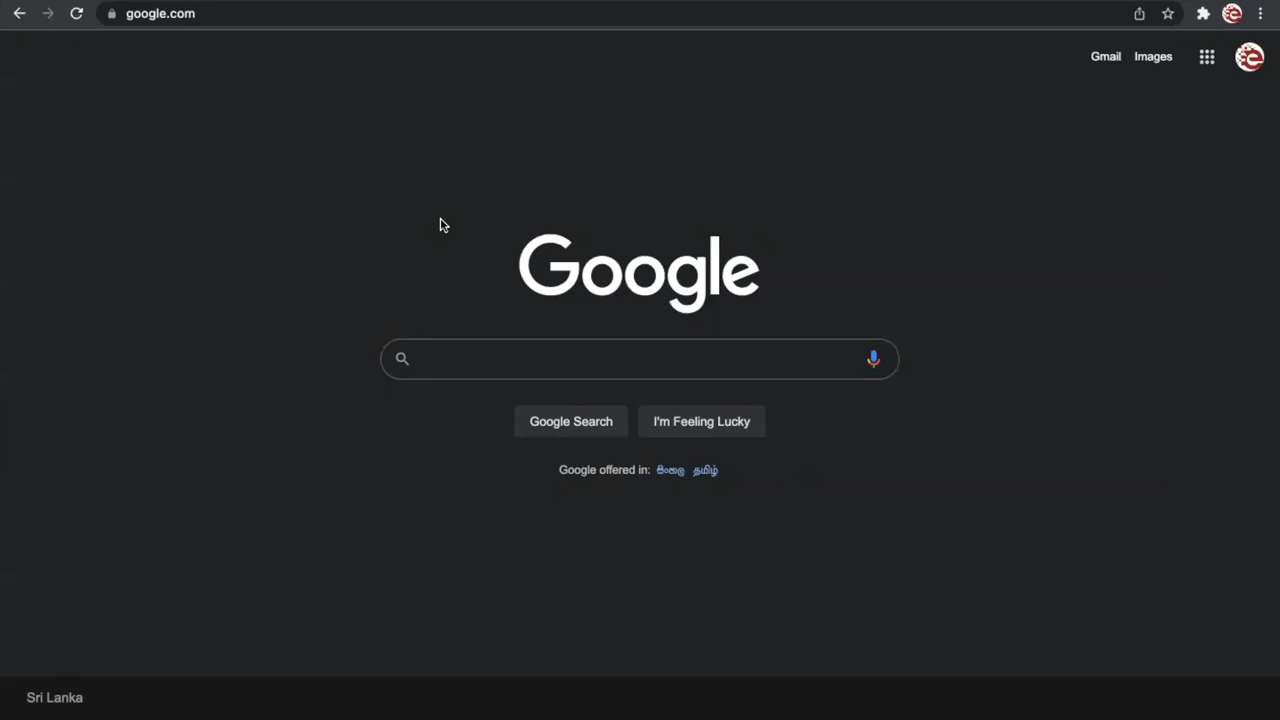 google.com
Gmail Images
Google
Google Search I'm Feeling Lucky
Google offered in: සිංහල தமிழ்
Sri Lanka